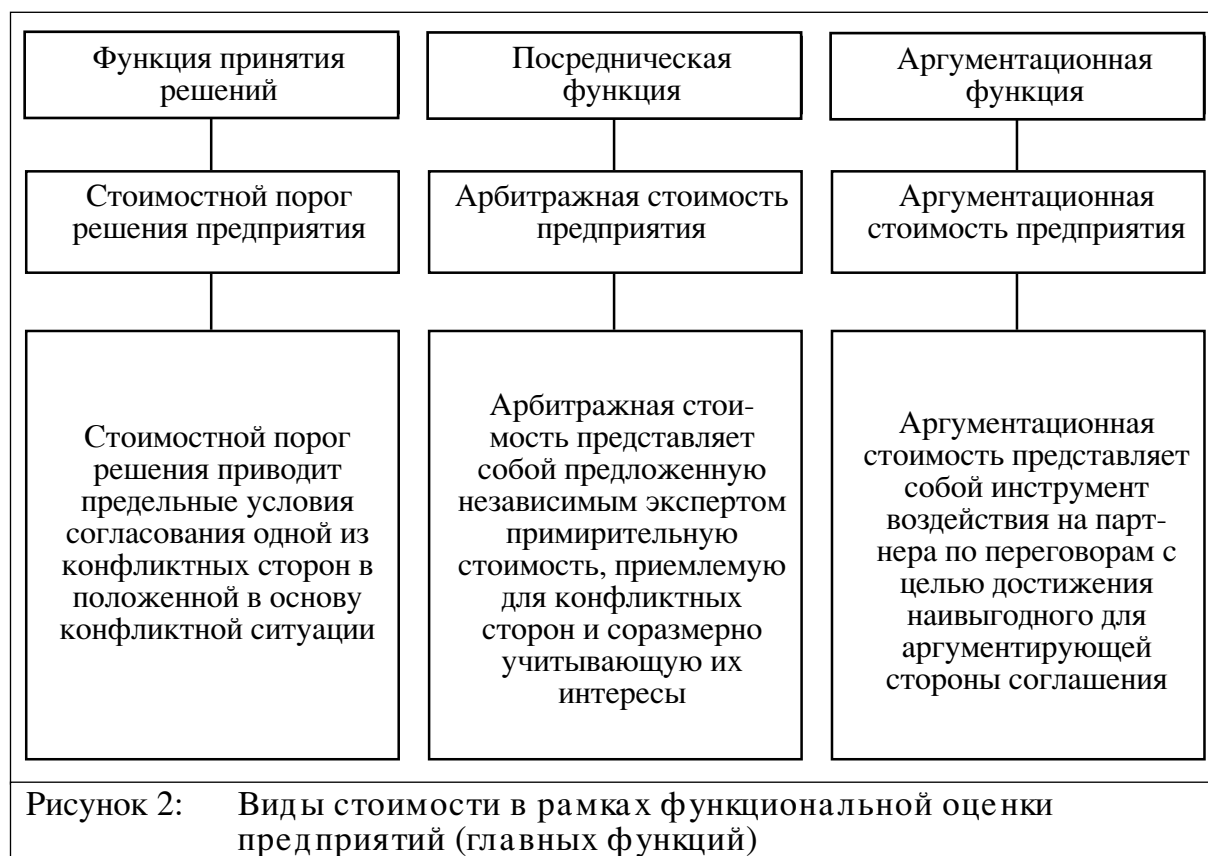 Функция принятия
решений
Посредническая
функция
Аргументационная
функция
Стоимостной порог
решения предприятия
Арбитражная стоимость
предприятия
Аргументационная
стоимость предприятия
Стоимостной порог
решения приводит
предельные условия
согласования одной из
конфликтных сторон в
положенной в основу
конфликтной ситуации
Арбитражная стои-
мость представляет
собой предложенную
независимым экспертом
примирительную
стоимость, приемлемую
для конфликтных
сторон и соразмерно
учитывающую их
интересы
Аргументационная
стоимость представляет
собой инструмент
воздействия на парт-
нера по переговорам с
целью достижения
наивыгодного для
аргументирующей
стороны соглашения
Рисунок 2: Виды стоимости в рамках функциональной оценки
предприятий (главных функций)